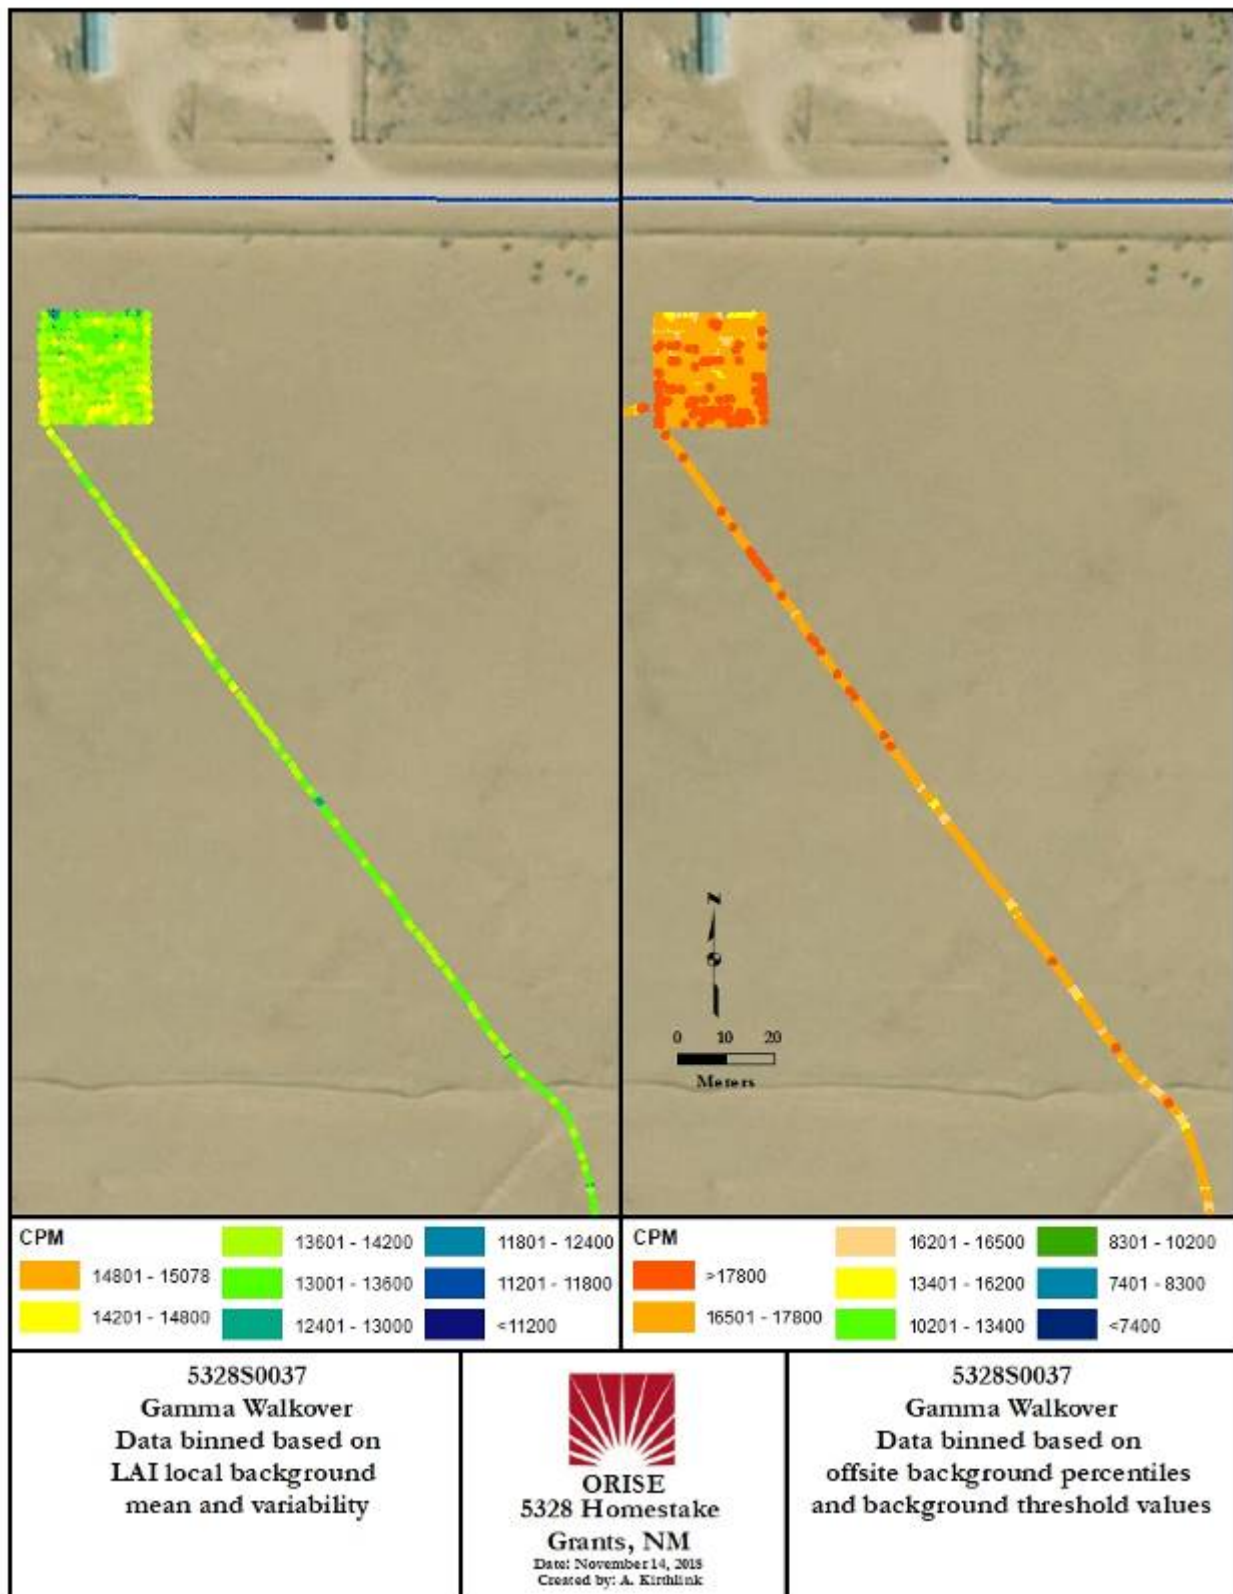 N
0 10 20
Meters
CPM
14801 - 15078
14201 - 14800
13601 - 14200
13001 - 13600
12401 - 13000
11801 - 12400
11201 - 11800
<11200
CPM
>17800
16501 - 17800
16201 - 16500
13401 - 16200
10201 - 13400
8301 - 10200
7401 - 8300
<7400
5328S0037
Gamma Walkover
Data binned based on
LAI local background
mean and variability
ORISE
5328 Homestake
Grants, NM
Date: November 14, 2018
Created by: A. Kirthlink
5328S0037
Gamma Walkover
Data binned based on
offsite background percentiles
and background threshold values